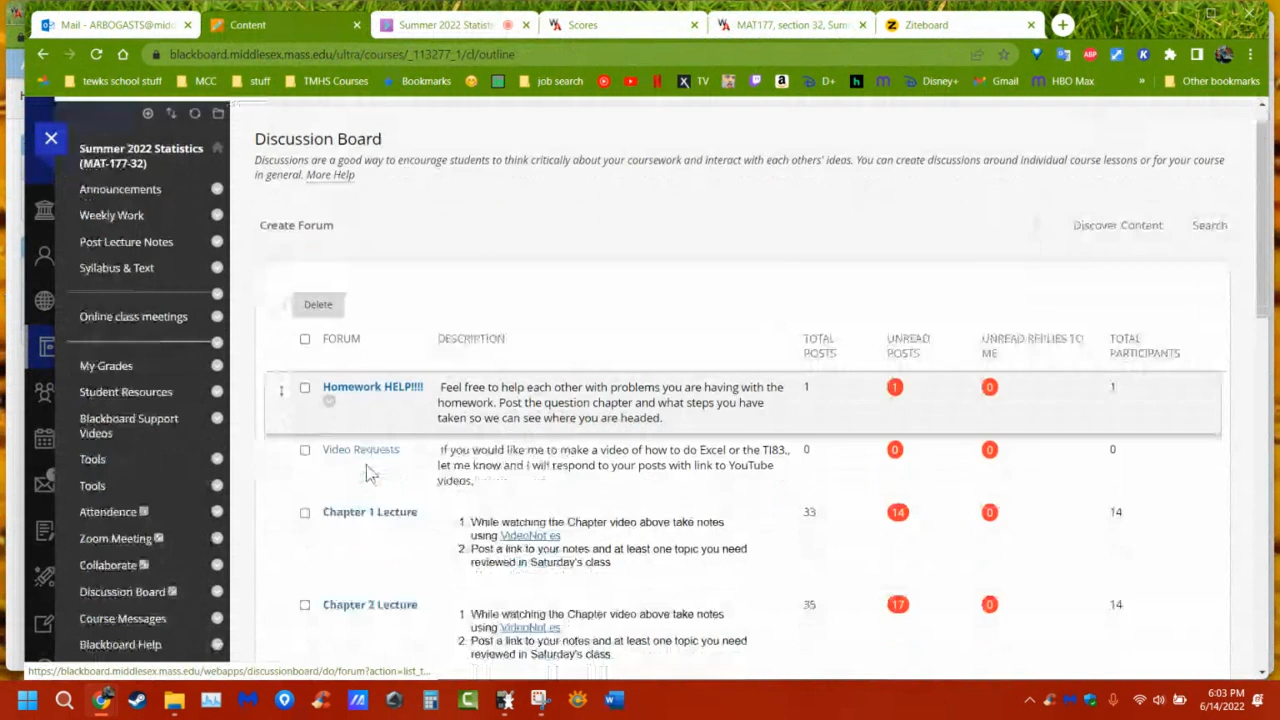 Mail - ARBOGASTS@mid
Content
Summer 2022 Statisti
Scores
MAT177, section 32, Sum
Ziteboard
blackboard.middlesex.mass.edu/ultra/courses/_113277_1/cl/outline
tewks school stuff
MCC
stuff
TMHS Courses
Bookmarks
job search
TV
D+
Disney+
Gmail
HBO Max
»
Other bookmarks
Summer 2022 Statistics
(MAT-177-32)
Announcements
Weekly Work
Post Lecture Notes
Syllabus & Text
Online class meetings
My Grades
Student Resources
Blackboard Support
Videos
Tools
Tools
Attendence
Zoom Meeting
Collaborate
Discussion Board
Course Messages
Blackboard Help
Discussion Board
Discussions are a good way to encourage students to think critically about your coursework and interact with each others' ideas. You can create discussions around individual course lessons or for your course
in general. More Help
Create Forum
Discover Content
Search
Delete
FORUM
DESCRIPTION
TOTAL
POSTS
UNREAD
POSTS
UNREAD REPLIES TO
ME
TOTAL
PARTICIPANTS
Homework HELP!!!!
Feel free to help each other with problems you are having with the
homework. Post the question chapter and what steps you have
taken so we can see where you are headed.
1
1
0
1
Video Requests
If you would like me to make a video of how to do Excel or the TI83.,
let me know and I will respond to your posts with link to YouTube
videos,
0
0
0
0
Chapter 1 Lecture
1 While watching the Chapter video above take notes
using VideoNot es
2. Post a link to your notes and at least one topic you need
reviewed in Saturday's class
33
14
0
14
Chapter 2 Lecture
1 While watching the Chapter video above take notes
using VideoNot es
2. Post a link to your notes and at least one topic you need
reviewed in Saturday's class.
35
17
0
14
https://blackboard.middlesex.mass.edu/webapps/discussionboard/do/forum?action=list_t...
6:03 PM
6/14/2022